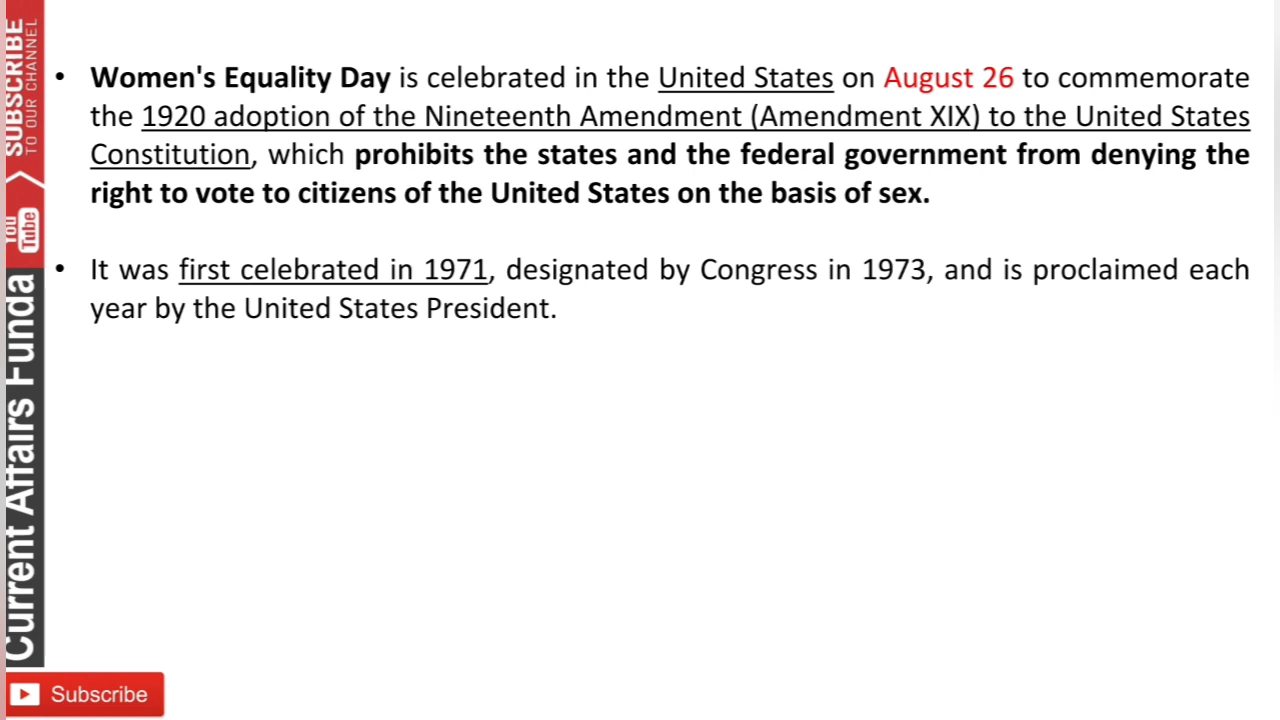 SUBSCRIBE
TO OUR CHANNEL
You
Tube
Current Affairs Funda
• Women's Equality Day is celebrated in the United States on August 26 to commemorate
the 1920 adoption of the Nineteenth Amendment (Amendment XIX) to the United States
Constitution, which prohibits the states and the federal government from denying the
right to vote to citizens of the United States on the basis of sex.
• It was first celebrated in 1971, designated by Congress in 1973, and is proclaimed each
year by the United States President.
Subscribe